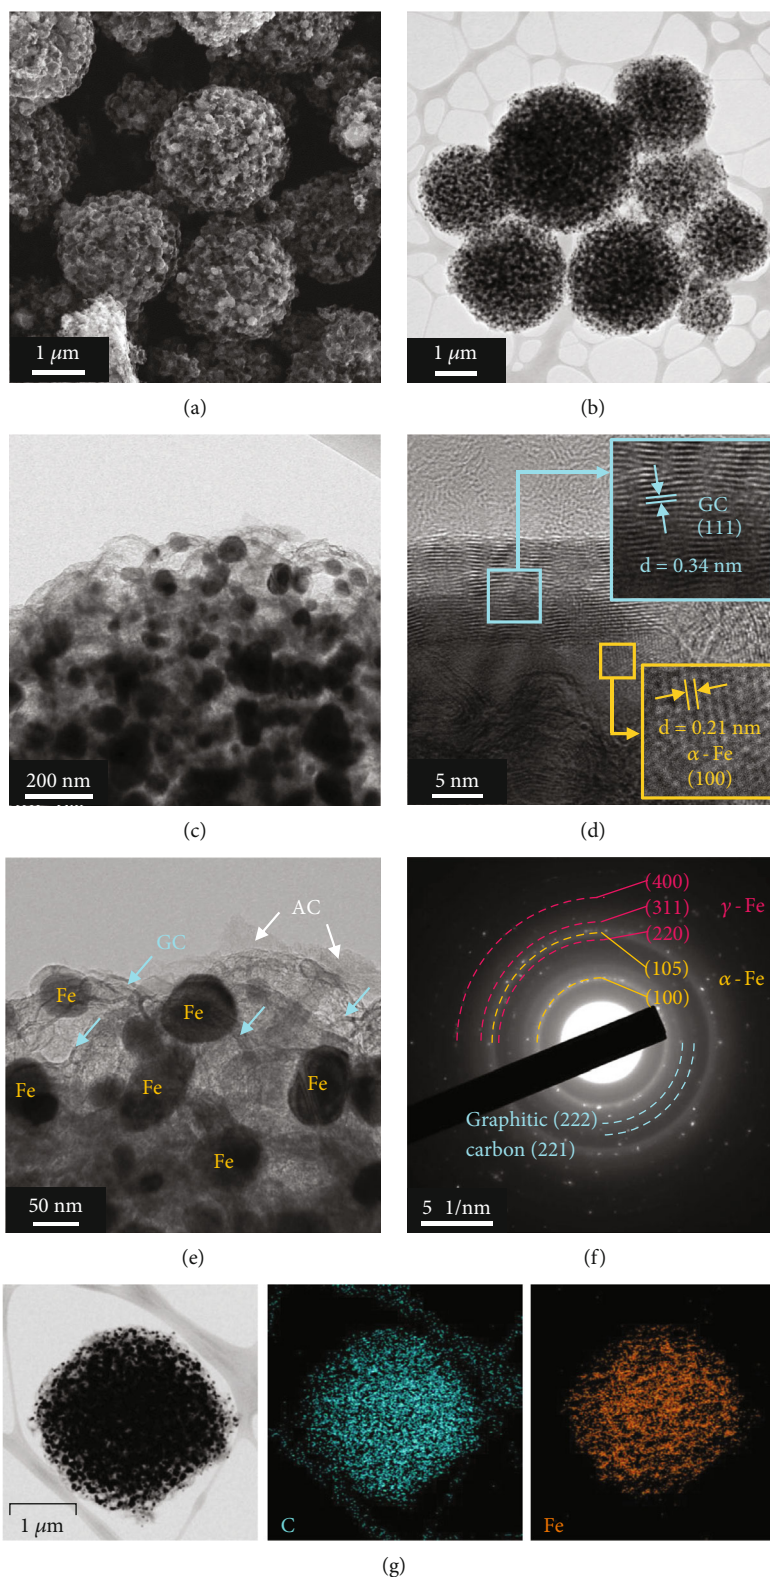 1 μm
(a)
1 μm
(b)
200 nm
(c)
GC
(111)
d = 0.34 nm
d = 0.21 nm
α - Fe
(100)
5 nm
(d)
AC
GC
Fe
Fe
Fe
Fe
Fe
Fe
50 nm
(e)
(400)
(311)
γ - Fe
(220)
(105)
α - Fe
(100)
Graphitic (222)
carbon (221)
5 1/nm
(f)
1 μm
C
Fe
(g)